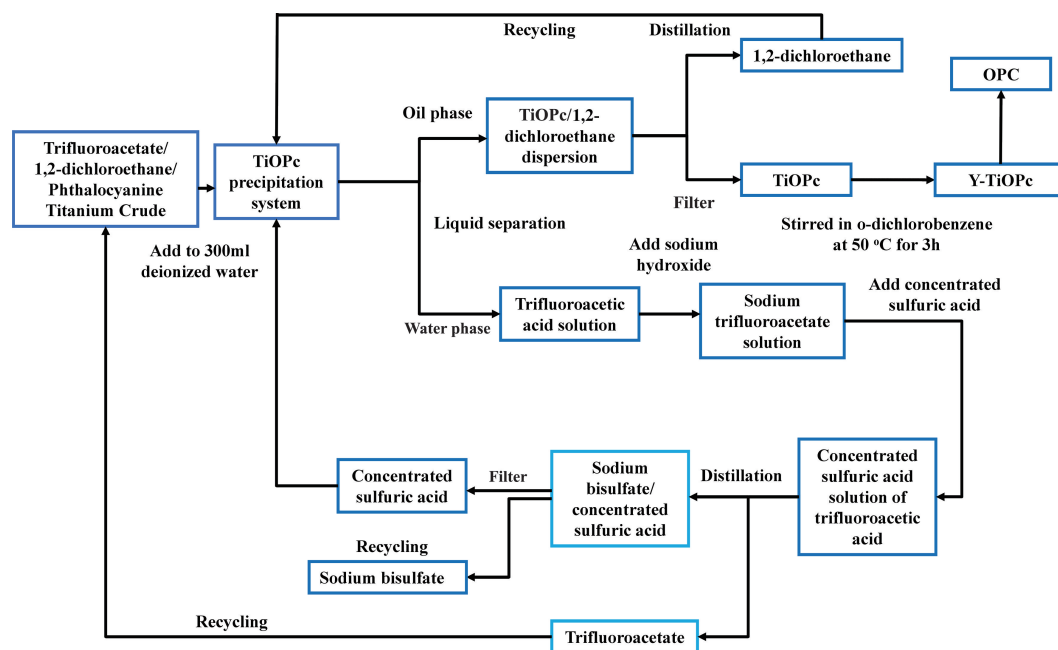 Recycling
Distillation
1,2-dichloroethane
OPC
Oil phase
TiOPc/1,2-
dichloroethane
dispersion
Trifluoroacetate/
1,2-dichloroethane/
Phthalocyanine
Titanium Crude
TiOPc
precipitation
system
TiOPc
Y-TiOPc
Filter
Liquid separation
Stirred in o-dichlorobenzene
at 50 °C for 3h
Add to 300ml
deionized water
Add sodium
hydroxide
Add concentrated
sulfuric acid
Water phase
Trifluoroacetic
acid solution
Sodium
trifluoroacetate
solution
Concentrated
sulfuric acid
Filter
Sodium
bisulfate/
concentrated
sulfuric acid
Distillation
Concentrated
sulfuric acid
solution of
trifluoroacetic
acid
Recycling
Sodium bisulfate
Recycling
Trifluoroacetate